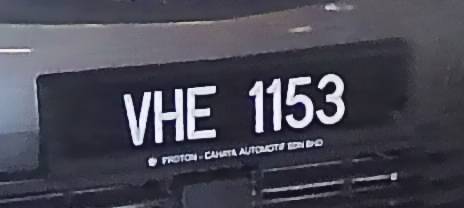 VHE 1153
PROTON - CAHAYA AUTOMOTIF SDN BHD